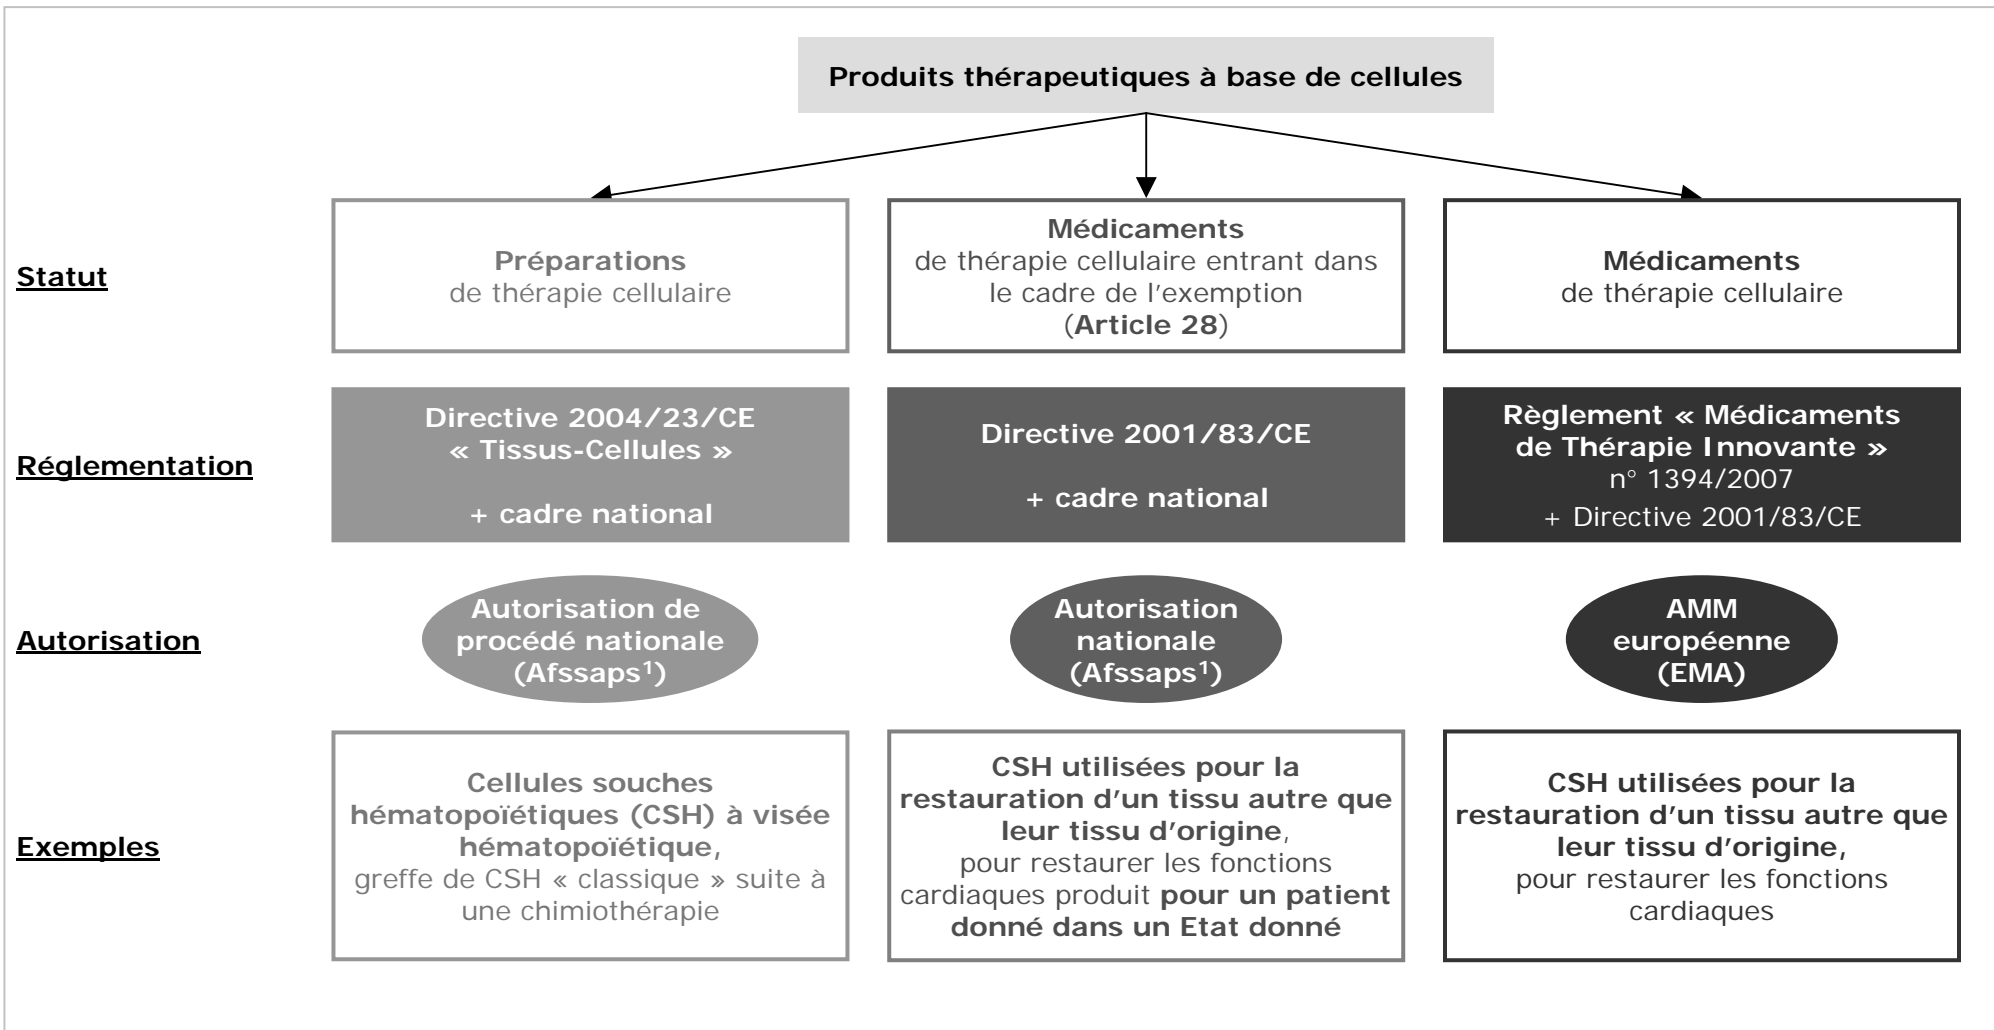 Produits thérapeutiques à base de cellules
Statut
Préparations
de thérapie cellulaire
Médicaments
de thérapie cellulaire entrant dans
le cadre de l'exemption
(Article 28)
Médicaments
de thérapie cellulaire
Réglementation
Directive 2004/23/CE
« Tissus-Cellules »
+ cadre national
Directive 2001/83/CE
+ cadre national
Règlement « Médicaments
de Thérapie Innovante »
n° 1394/2007
+ Directive 2001/83/CE
Autorisation
Autorisation de
procédé nationale
(Afssaps¹)
Autorisation
nationale
(Afssaps¹)
AMM
européenne
(EMA)
Exemples
Cellules souches
hématopoïétiques (CSH) à visée
hématopoïétique,
greffe de CSH « classique » suite à
une chimiothérapie
CSH utilisées pour la
restauration d'un tissu autre que
leur tissu d'origine,
pour restaurer les fonctions
cardiaques produit pour un patient
donné dans un Etat donné
CSH utilisées pour la
restauration d'un tissu autre que
leur tissu d'origine,
pour restaurer les fonctions
cardiaques